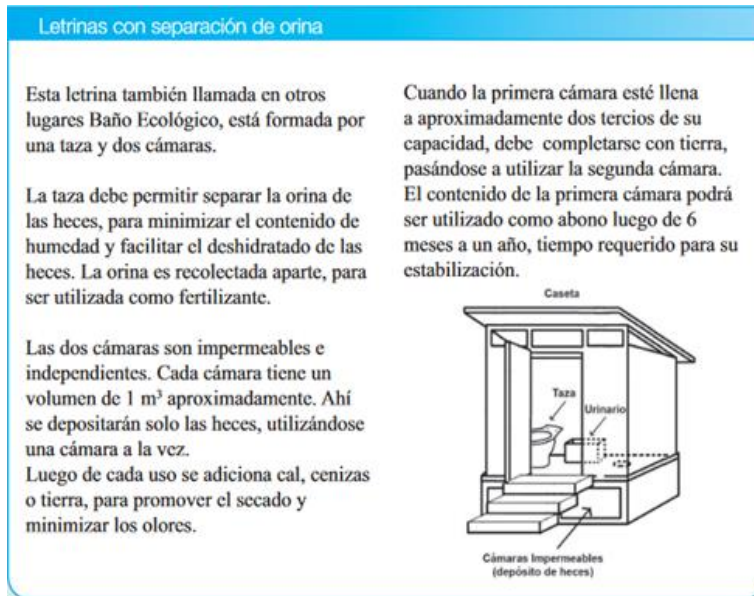 Letrinas con separación de orina
Esta letrina también llamada en otros
lugares Baño Ecológico, está formada por
una taza y dos cámaras.
La taza debe permitir separar la orina de
las heces, para minimizar el contenido de
humedad y facilitar el deshidratado de las
heces. La orina es recolectada aparte, para
ser utilizada como fertilizante.
Las dos cámaras son impermeables e
independientes. Cada cámara tiene un
volumen de 1 m³ aproximadamente. Ahí
se depositarán solo las heces, utilizándose
una cámara a la vez.
Luego de cada uso se adiciona cal, cenizas
o tierra, para promover el secado y
minimizar los olores.
Cuando la primera cámara esté llena
a aproximadamente dos tercios de su
capacidad, debe completarse con tierra,
pasándose a utilizar la segunda cámara.
El contenido de la primera cámara podrá
ser utilizado como abono luego de 6
meses a un año, tiempo requerido para su
estabilización.
Caseta
Taza
Urinario
Cámaras Impermeables
(depósito de heces)